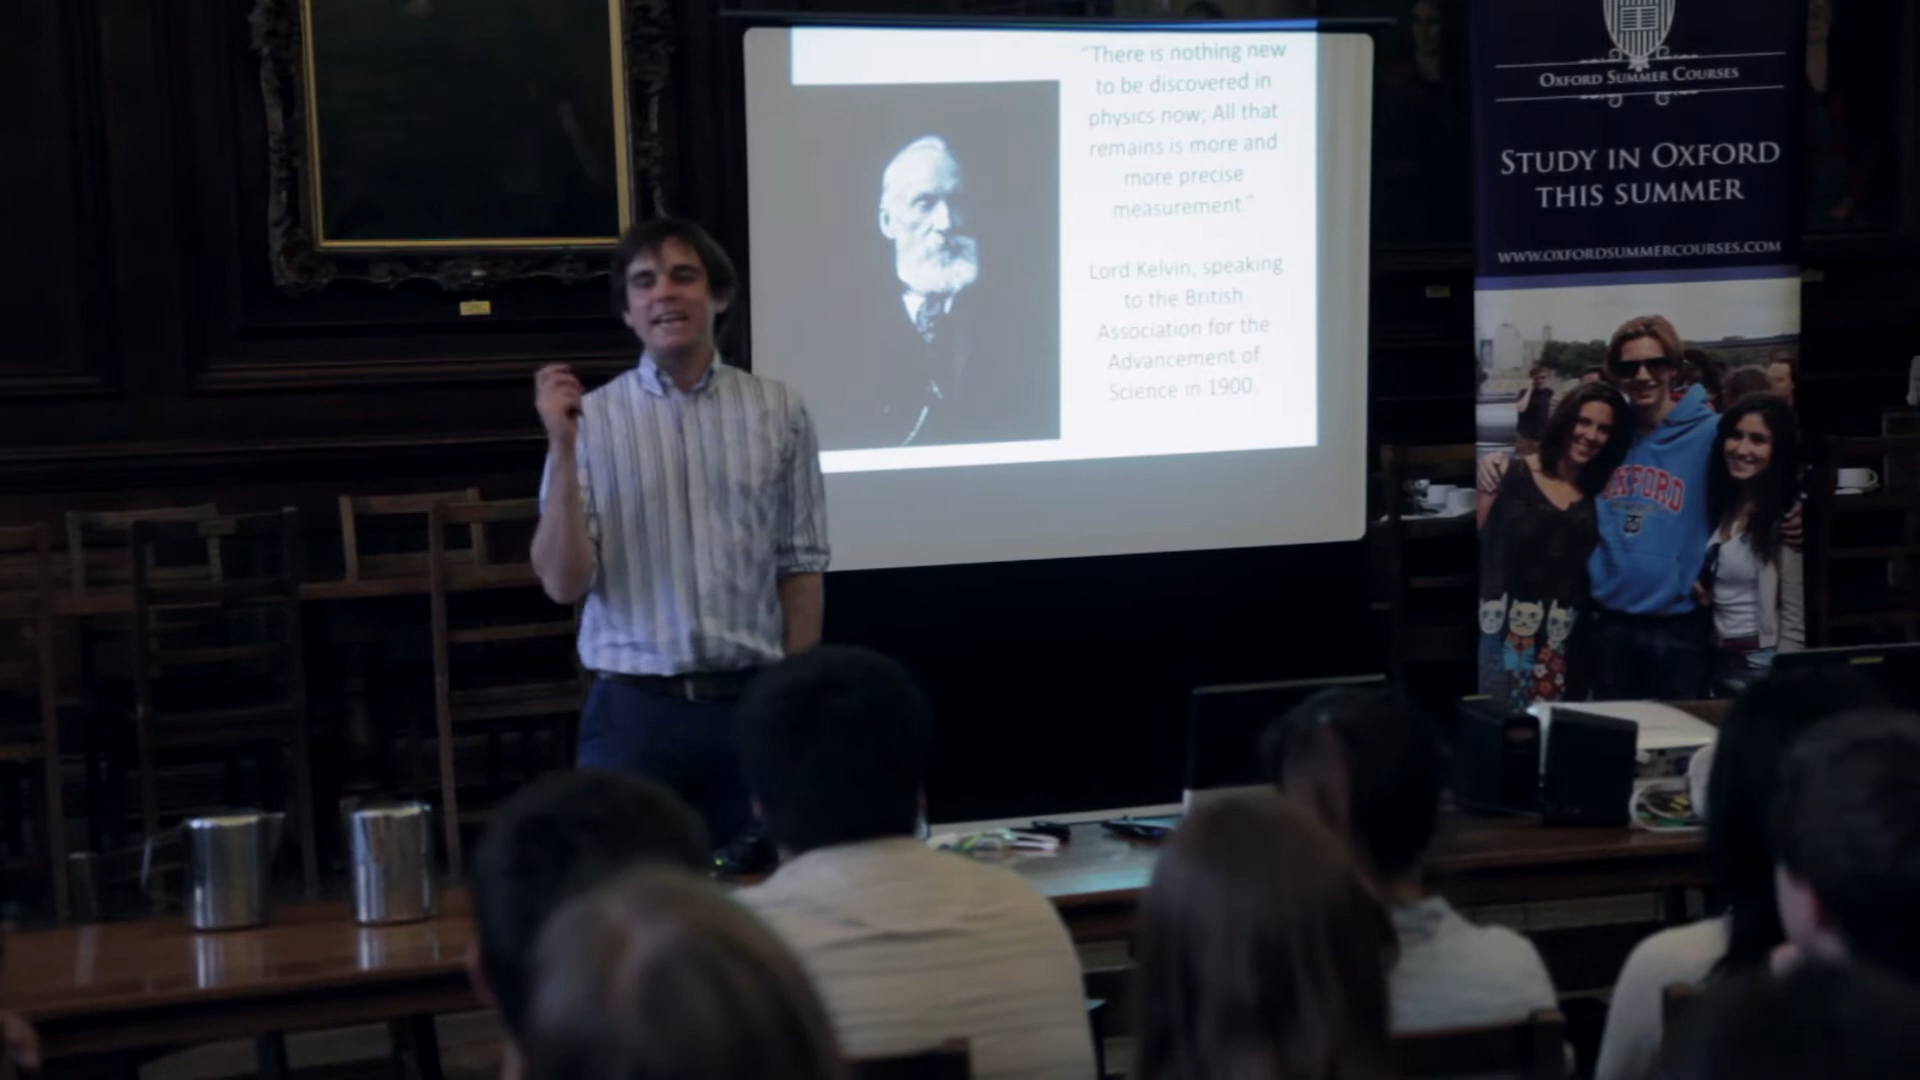 "There is nothing new
to be discovered in
physics now; All that
remains is more and
more precise
measurement."
Lord Kelvin, speaking
to the British
Association for the
Advancement of
Science in 1900.
OXFORD SUMMER COURSES
STUDY IN OXFORD
THIS SUMMER
WWW.OXFORDSUMMERCOURSES.COM
OXFORD